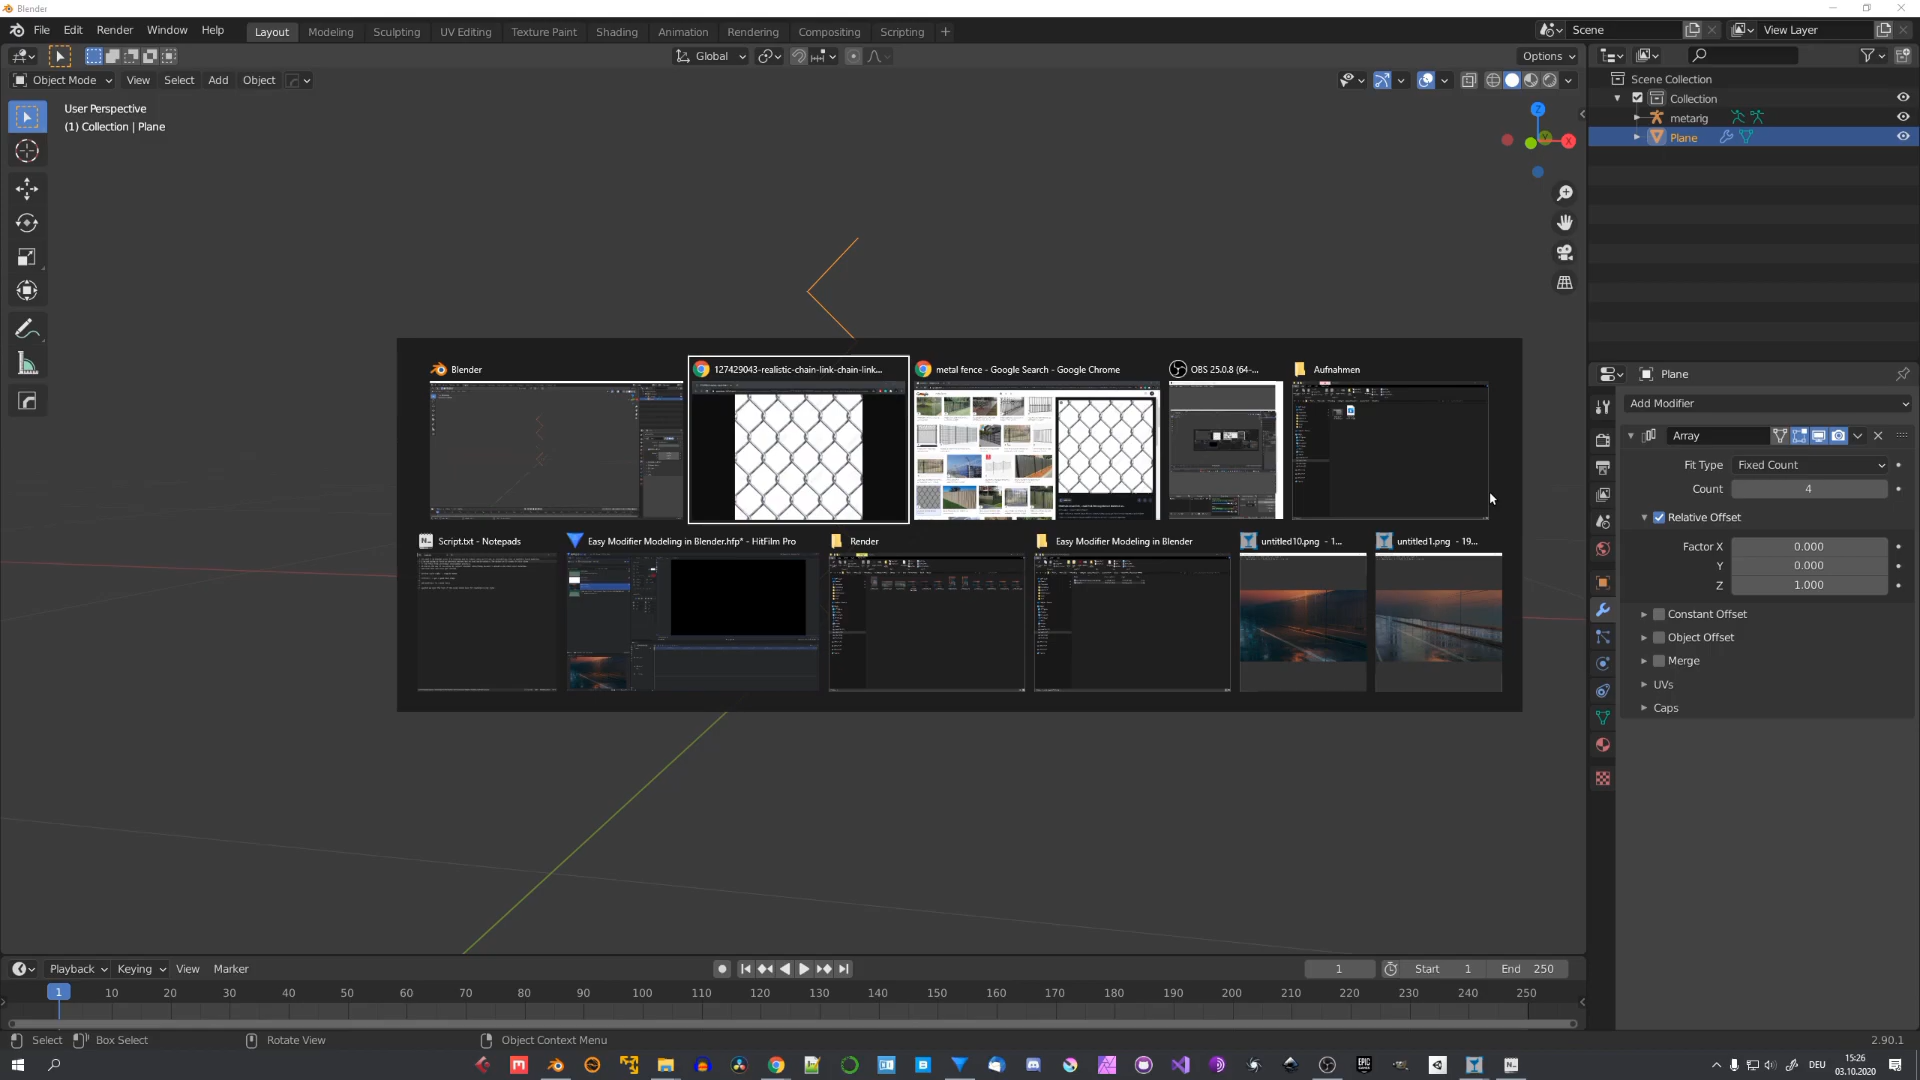 Blender
File Edit Render Window Help
Layout Modeling Sculpting UV Editing Texture Paint Shading Animation Rendering Compositing Scripting +
Scene
View Layer
Global
Options
Object Mode View Select Add Object
User Perspective
(1) Collection | Plane
Z
X
Scene Collection
Collection
metarig
Plane
Plane
Add Modifier
Array
Fit Type Fixed Count
Count 4
Relative Offset
Factor X 0.000
Y 0.000
Z 1.000
Constant Offset
Object Offset
Merge
UVs
Caps
Blender
127429043-realistic-chain-link-chain-link...
metal fence - Google Search - Google Chrome
OBS 25.0.8 (64-...
Aufnahmen
Script.txt - Notepads
Easy Modifier Modeling in Blender.hfp* - HitFilm Pro
Render
Easy Modifier Modeling in Blender
untitled10.png - 1...
untitled1.png - 19...
Playback Keying View Marker
1
Start 1
End 250
1 10 20 30 40 50 60 70 80 90 100 110 120 130 140 150 160 170 180 190 200 210 220 230 240 250
Select Box Select Rotate View Object Context Menu
2.90.1
DEU
15:26
03.10.2020